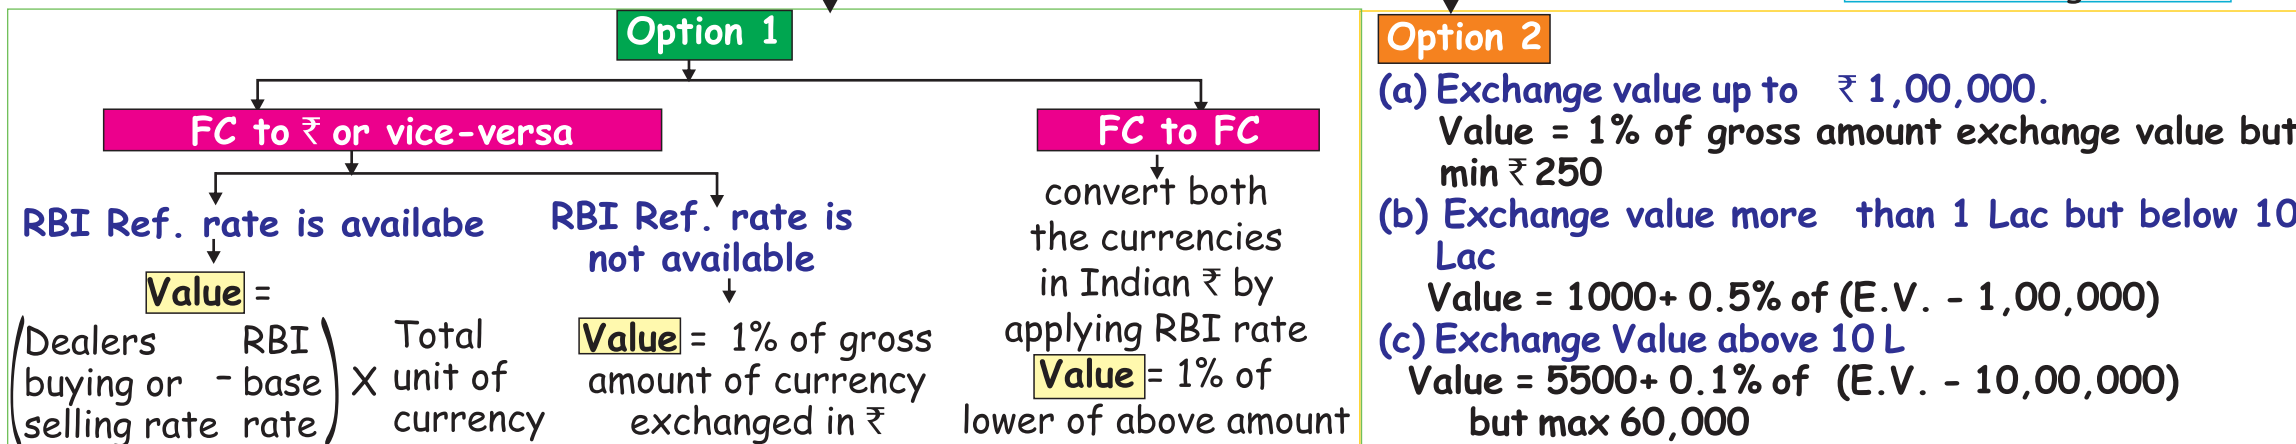 Option 1
FC to ₹ or vice-versa
RBI Ref. rate is availabe
Value =
Dealers
buying or
selling rate
-
RBI
base
rate
X
Total
unit of
currency
RBI Ref. rate is
not available
Value = 1% of gross
amount of currency
exchanged in ₹
FC to FC
convert both
the currencies
in Indian ₹ by
applying RBI rate
Value = 1% of
lower of above amount
Option 2
(a) Exchange value up to ₹ 1,00,000.
Value = 1% of gross amount exchange value but
min ₹ 250
(b) Exchange value more than 1 Lac but below 10
Lac
Value = 1000+ 0.5% of (E.V. - 1,00,000)
(c) Exchange Value above 10 L
Value = 5500+ 0.1% of (E.V. - 10,00,000)
but max 60,000